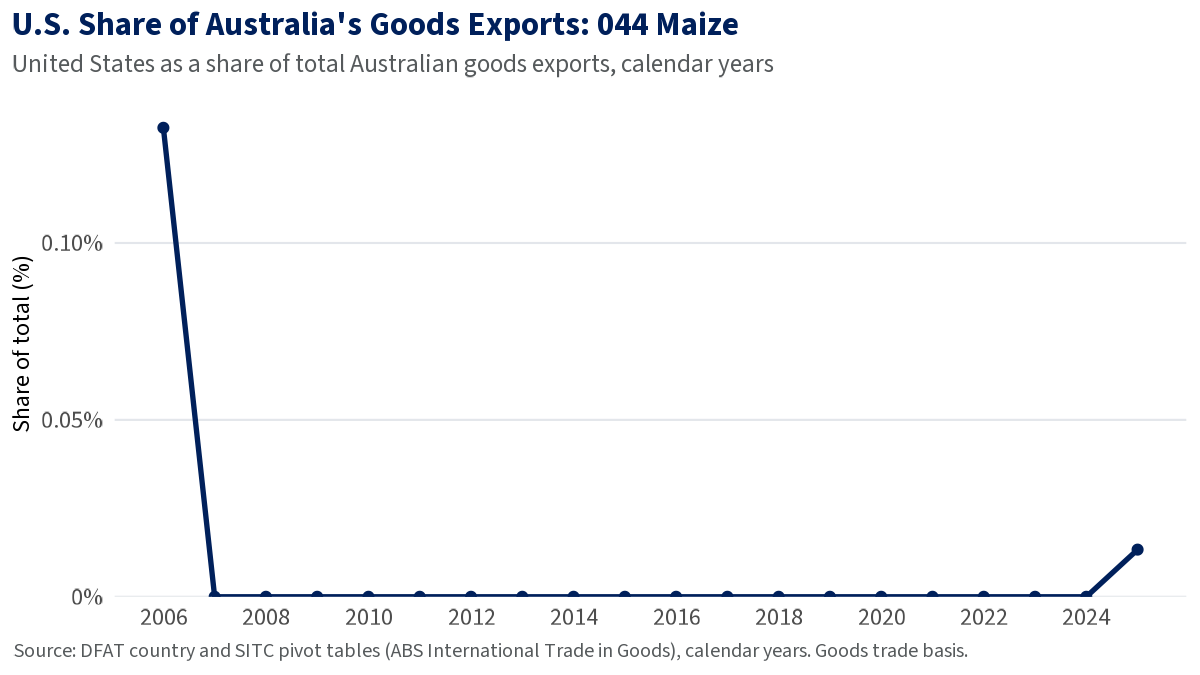 U.S. Share of Australia's Goods Exports: 044 Maize
United States as a share of total Australian goods exports, calendar years
Share of total (%)
0.10%
0.05%
0%
2006 2008 2010 2012 2014 2016 2018 2020 2022 2024
Source: DFAT country and SITC pivot tables (ABS International Trade in Goods), calendar years. Goods trade basis.